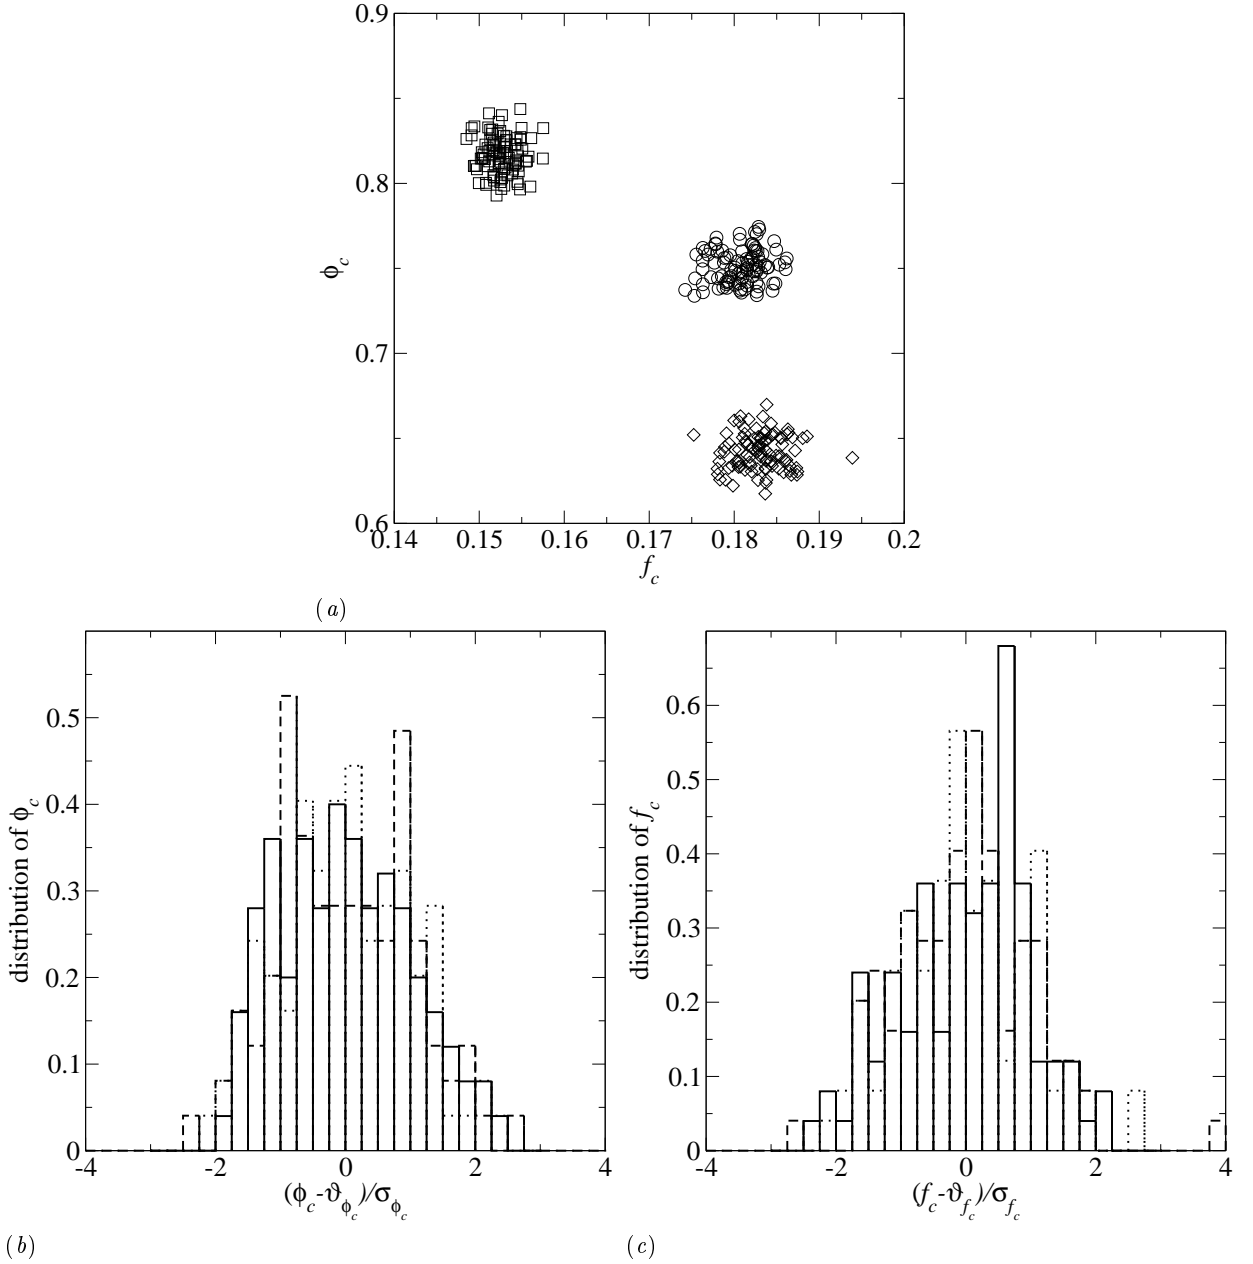 0.9
0.8
ϕc
0.7
0.6
0.14 0.15 0.16 0.17 0.18 0.19 0.2
fc
(a)
distribution of ϕc
0.5
0.4
0.3
0.2
0.1
0
-4 -2 0 2 4
(ϕc-ϑϕc)/σϕc
(b)
distribution of fc
0.6
0.5
0.4
0.3
0.2
0.1
0
-4 -2 0 2 4
(fc-ϑfc)/σfc
(c)